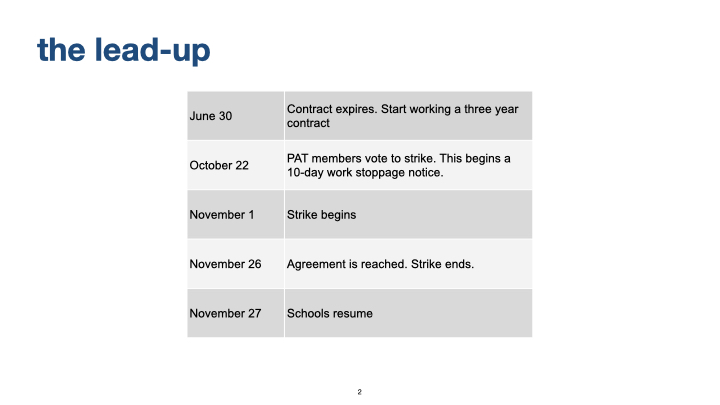 the lead-up
June 30
Contract expires. Start working a three year
contract
October 22
PAT members vote to strike. This begins a
10-day work stoppage notice.
November 1
Strike begins
November 26
Agreement is reached. Strike ends.
November 27
Schools resume
2